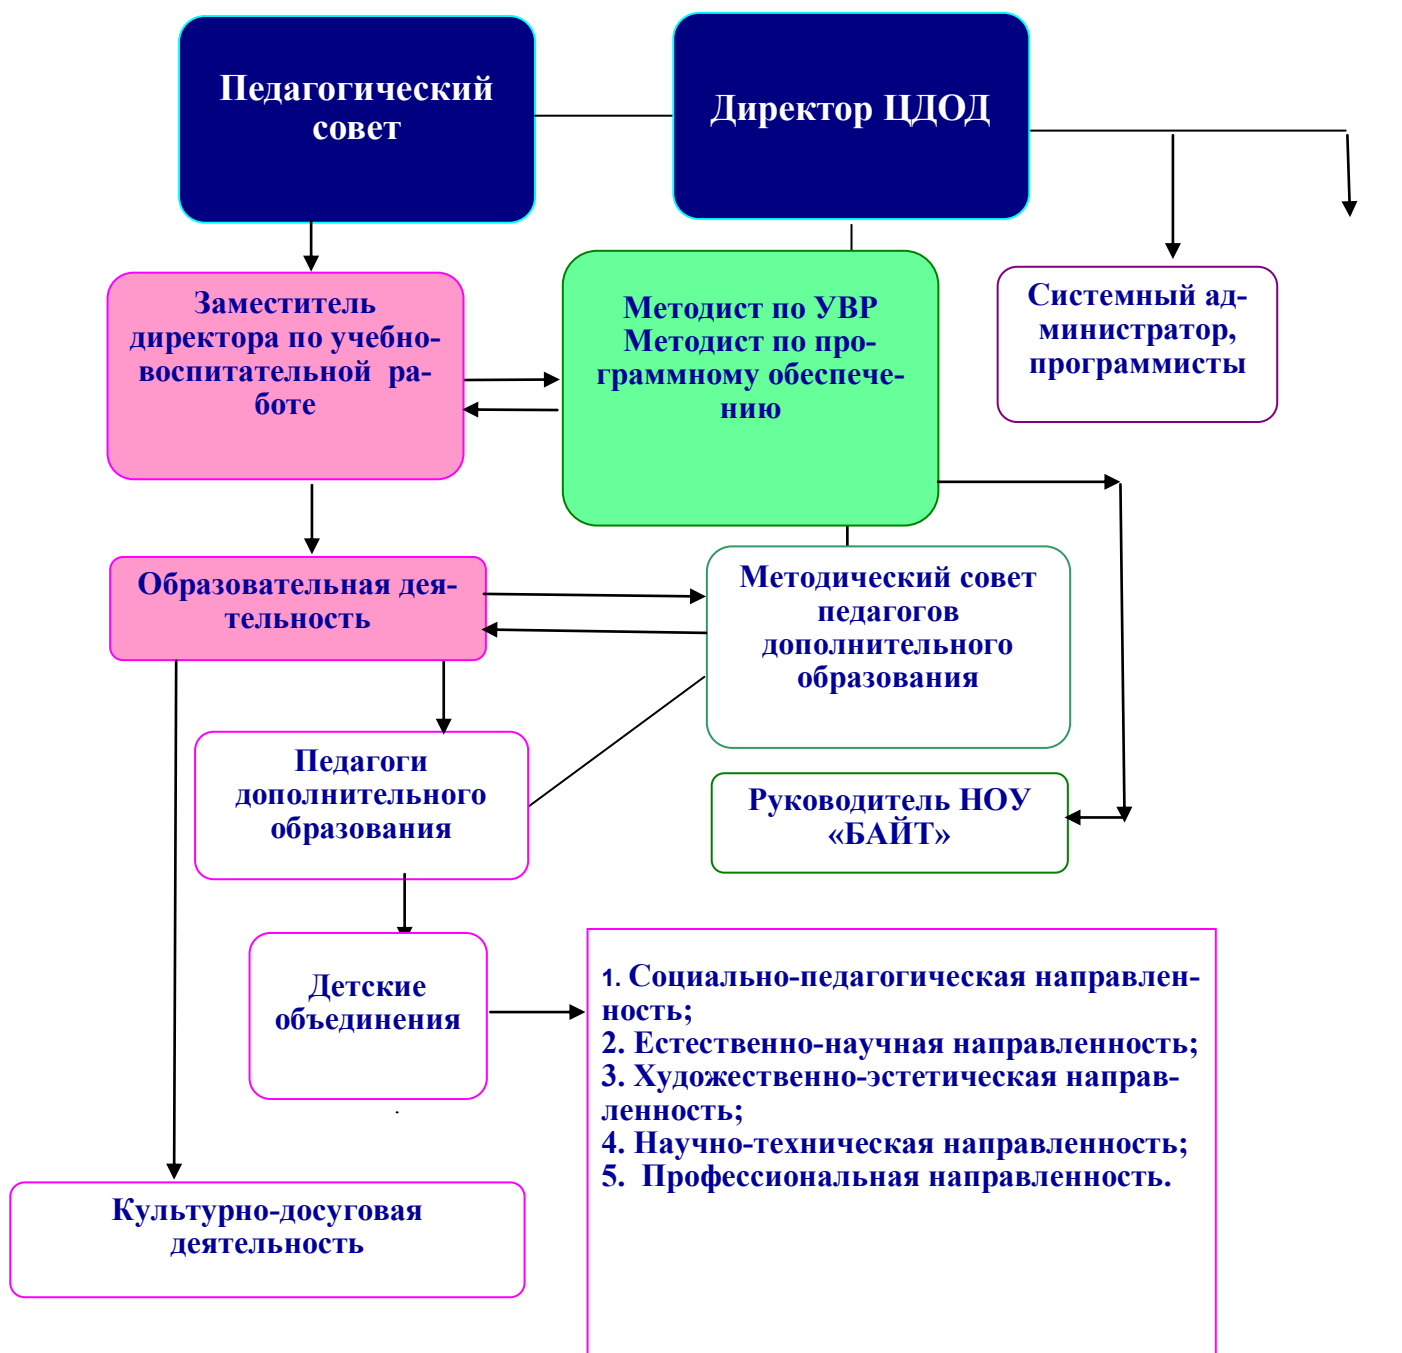 Педагогический
совет
Директор ЦДОД
Заместитель
директора по учебно-
воспитательной  ра-
боте
Методист по УВР
Методист по про-
граммному обеспече-
нию
Системный ад-
министратор,
программисты
Образовательная дея-
тельность
Методический совет
педагогов
дополнительного
образования
Педагоги
дополнительного
образования
Руководитель НОУ
«БАЙТ»
Детские
объединения
1. Социально-педагогическая направлен-
ность;
2. Естественно-научная направленность;
3. Художественно-эстетическая направ-
ленность;
4. Научно-техническая направленность;
5.  Профессиональная направленность.
Культурно-досуговая
деятельность